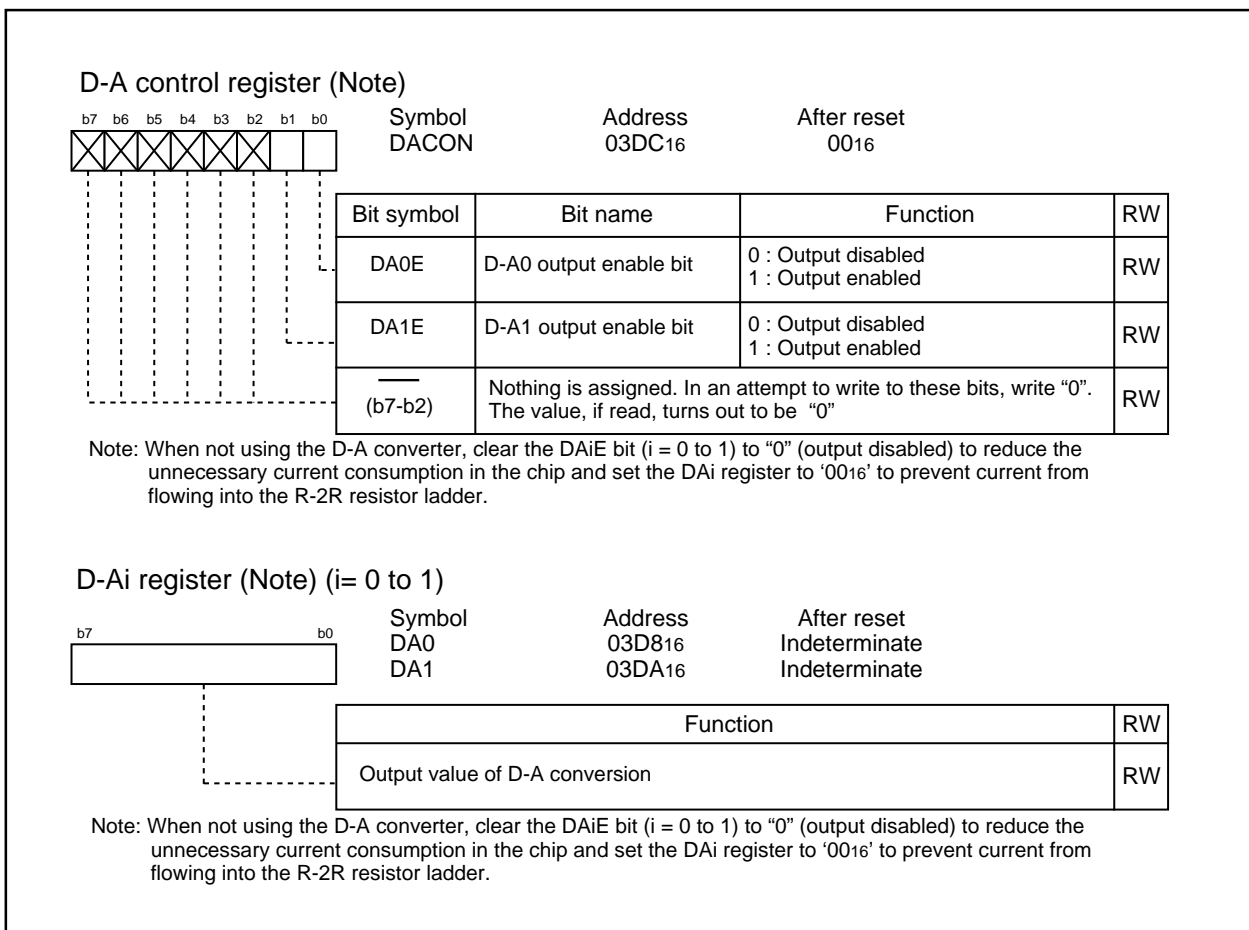 D-A control register (Note)
Symbol Address After reset
b7 b6 b5 b4 b3 b2 b1 b0
DACON 03DC16 0016
Bit symbol Bit name Function RW
DA0E D-A0 output enable bit 0 : Output disabled RW
1 : Output enabled
DA1E D-A1 output enable bit 0 : Output disabled RW
1 : Output enabled
(b7-b2) Nothing is assigned. In an attempt to write to these bits, write “0”. RW
The value, if read, turns out to be “0”
Note: When not using the D-A converter, clear the DAiE bit (i = 0 to 1) to “0” (output disabled) to reduce the
unnecessary current consumption in the chip and set the DAi register to ‘0016’ to prevent current from
flowing into the R-2R resistor ladder.
D-Ai register (Note) (i= 0 to 1)
Symbol Address After reset
b7 b0
DA0 03D816 Indeterminate
DA1 03DA16 Indeterminate
Function RW
Output value of D-A conversion RW
Note: When not using the D-A converter, clear the DAiE bit (i = 0 to 1) to “0” (output disabled) to reduce the
unnecessary current consumption in the chip and set the DAi register to ‘0016’ to prevent current from
flowing into the R-2R resistor ladder.